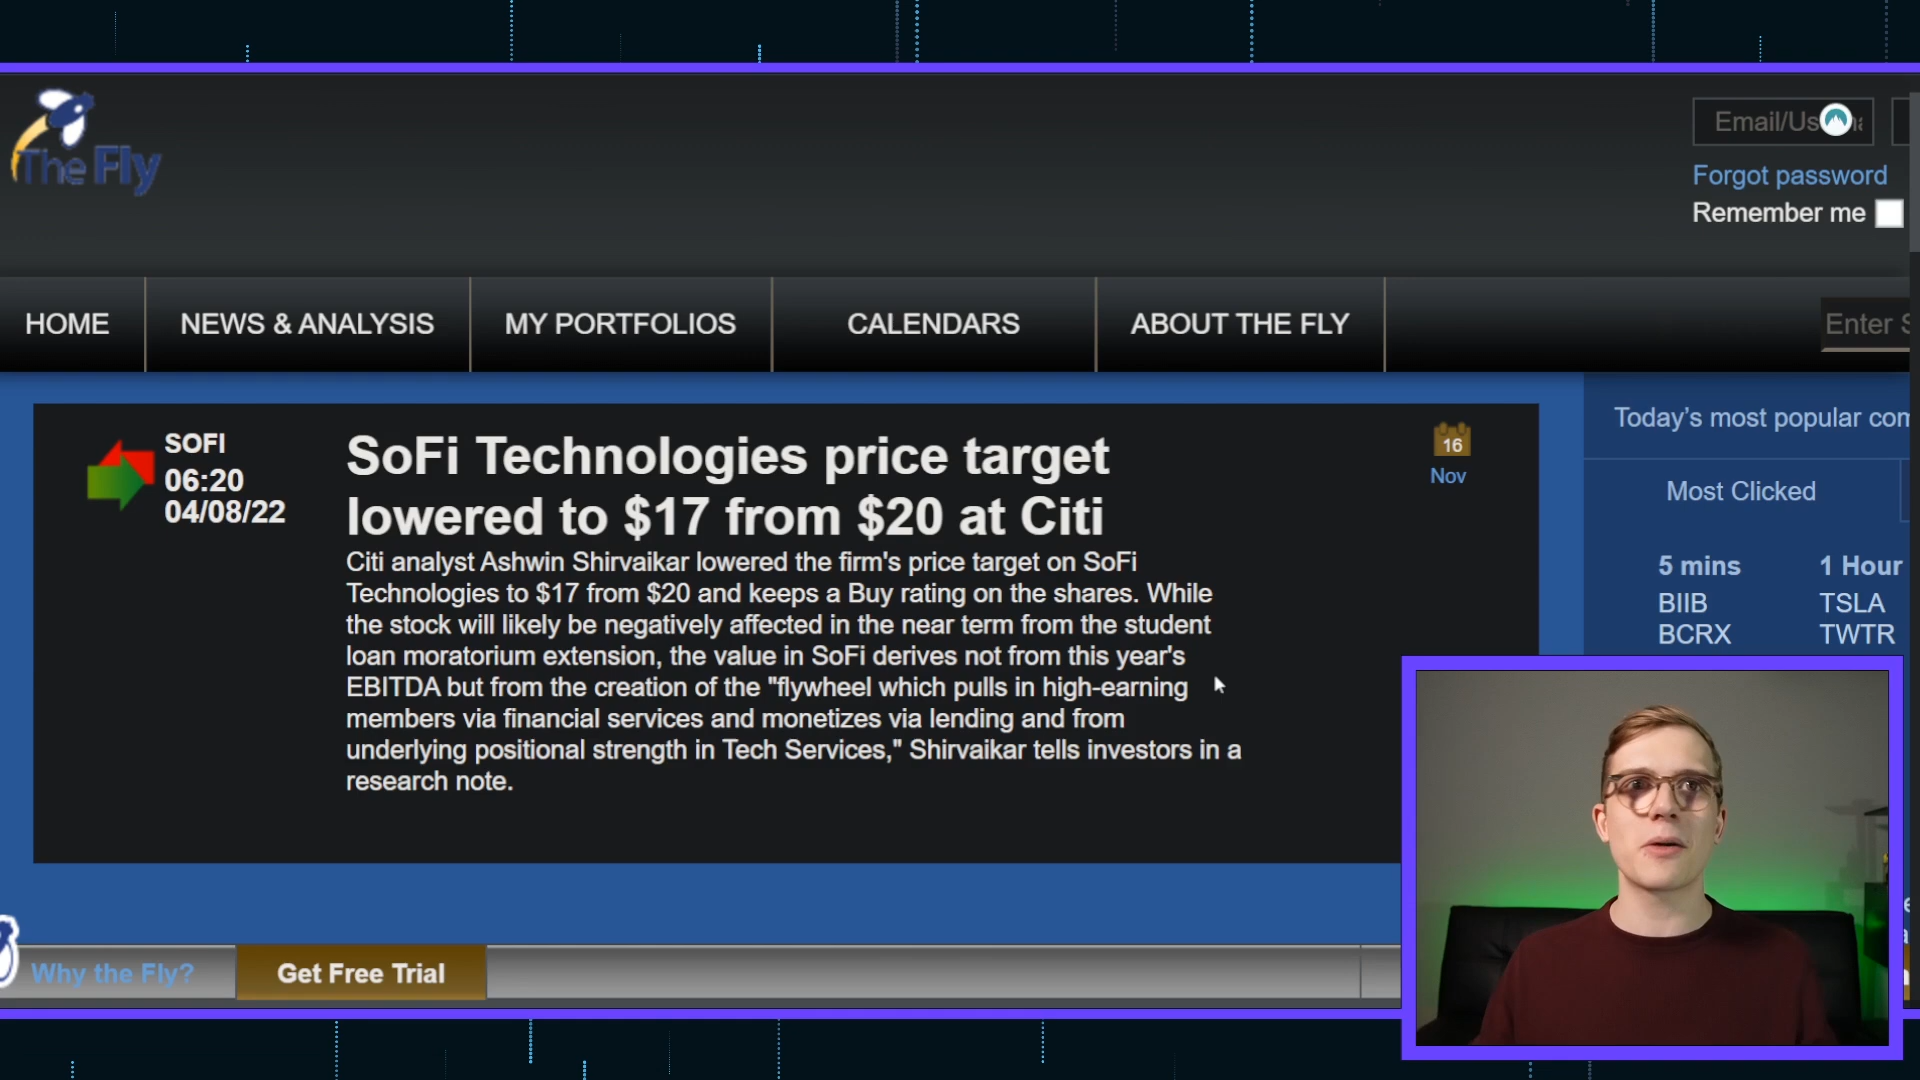 The Fly
Forgot password
Remember me
HOME
NEWS & ANALYSIS
MY PORTFOLIOS
CALENDARS
ABOUT THE FLY
Enter
SOFI
06:20
04/08/22
SoFi Technologies price target
lowered to $17 from $20 at Citi
Citi analyst Ashwin Shirvaikar lowered the firm's price target on SoFi
Technologies to $17 from $20 and keeps a Buy rating on the shares. While
the stock will likely be negatively affected in the near term from the student
loan moratorium extension, the value in SoFi derives not from this year's
EBITDA but from the creation of the "flywheel which pulls in high-earning
members via financial services and monetizes via lending and from
underlying positional strength in Tech Services," Shirvaikar tells investors in a
research note.
16
Nov
Today's most popular
Most Clicked
5 mins 1 Hour
BIIB TSLA
BCRX TWTR
Why the Fly?
Get Free Trial